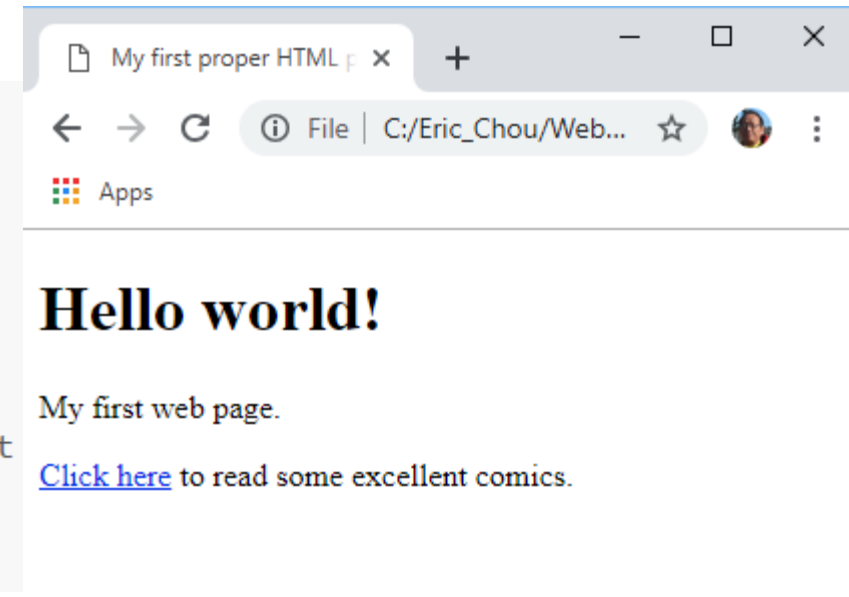 My first proper HTML p
File | C:/Eric_Chou/Web...
Apps
Hello world!
My first web page.
t
Click here to read some excellent comics.